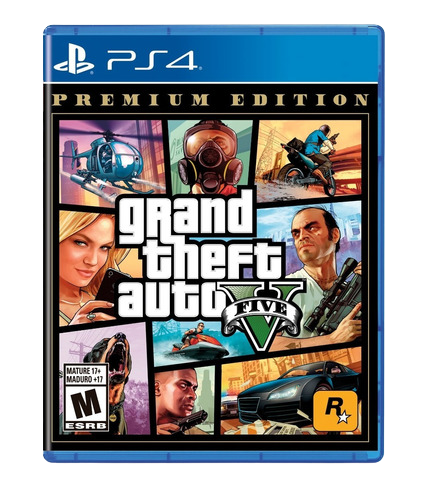 PS4
PREMIUM EDITION
grand
theft
auto
V
FIVE
MATURE 17+
MADURO +17
M
ESRB
R